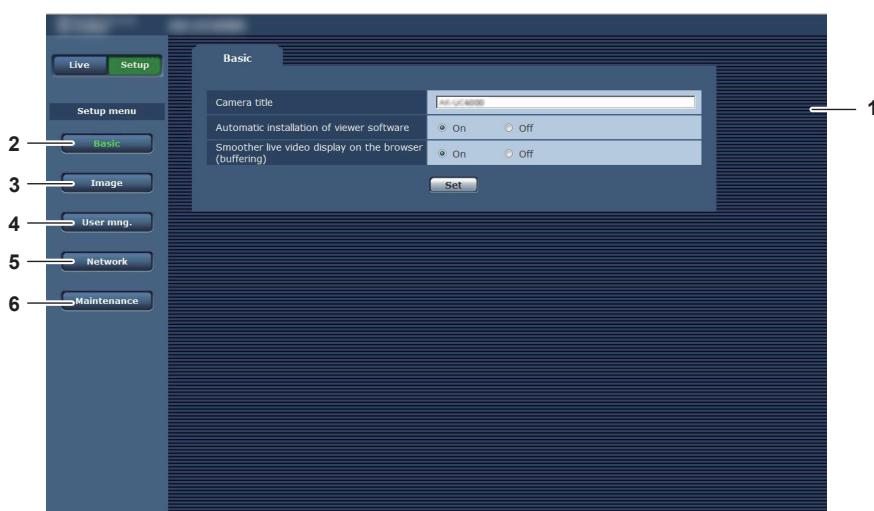 Live Setup
Basic
Setup menu
Camera title
Automatic installation of viewer software On Off
Smoother live video display on the browser
(buffering) On Off
Set
1
2 Basic
3 Image
4 User mng.
5 Network
6 Maintenance